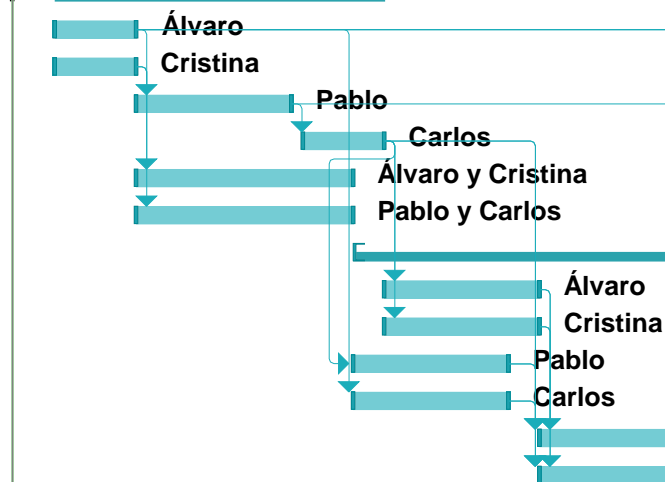 Álvaro
Cristina
Pablo
Carlos
Álvaro y Cristina
Pablo y Carlos
Álvaro
Cristina
Pablo
Carlos